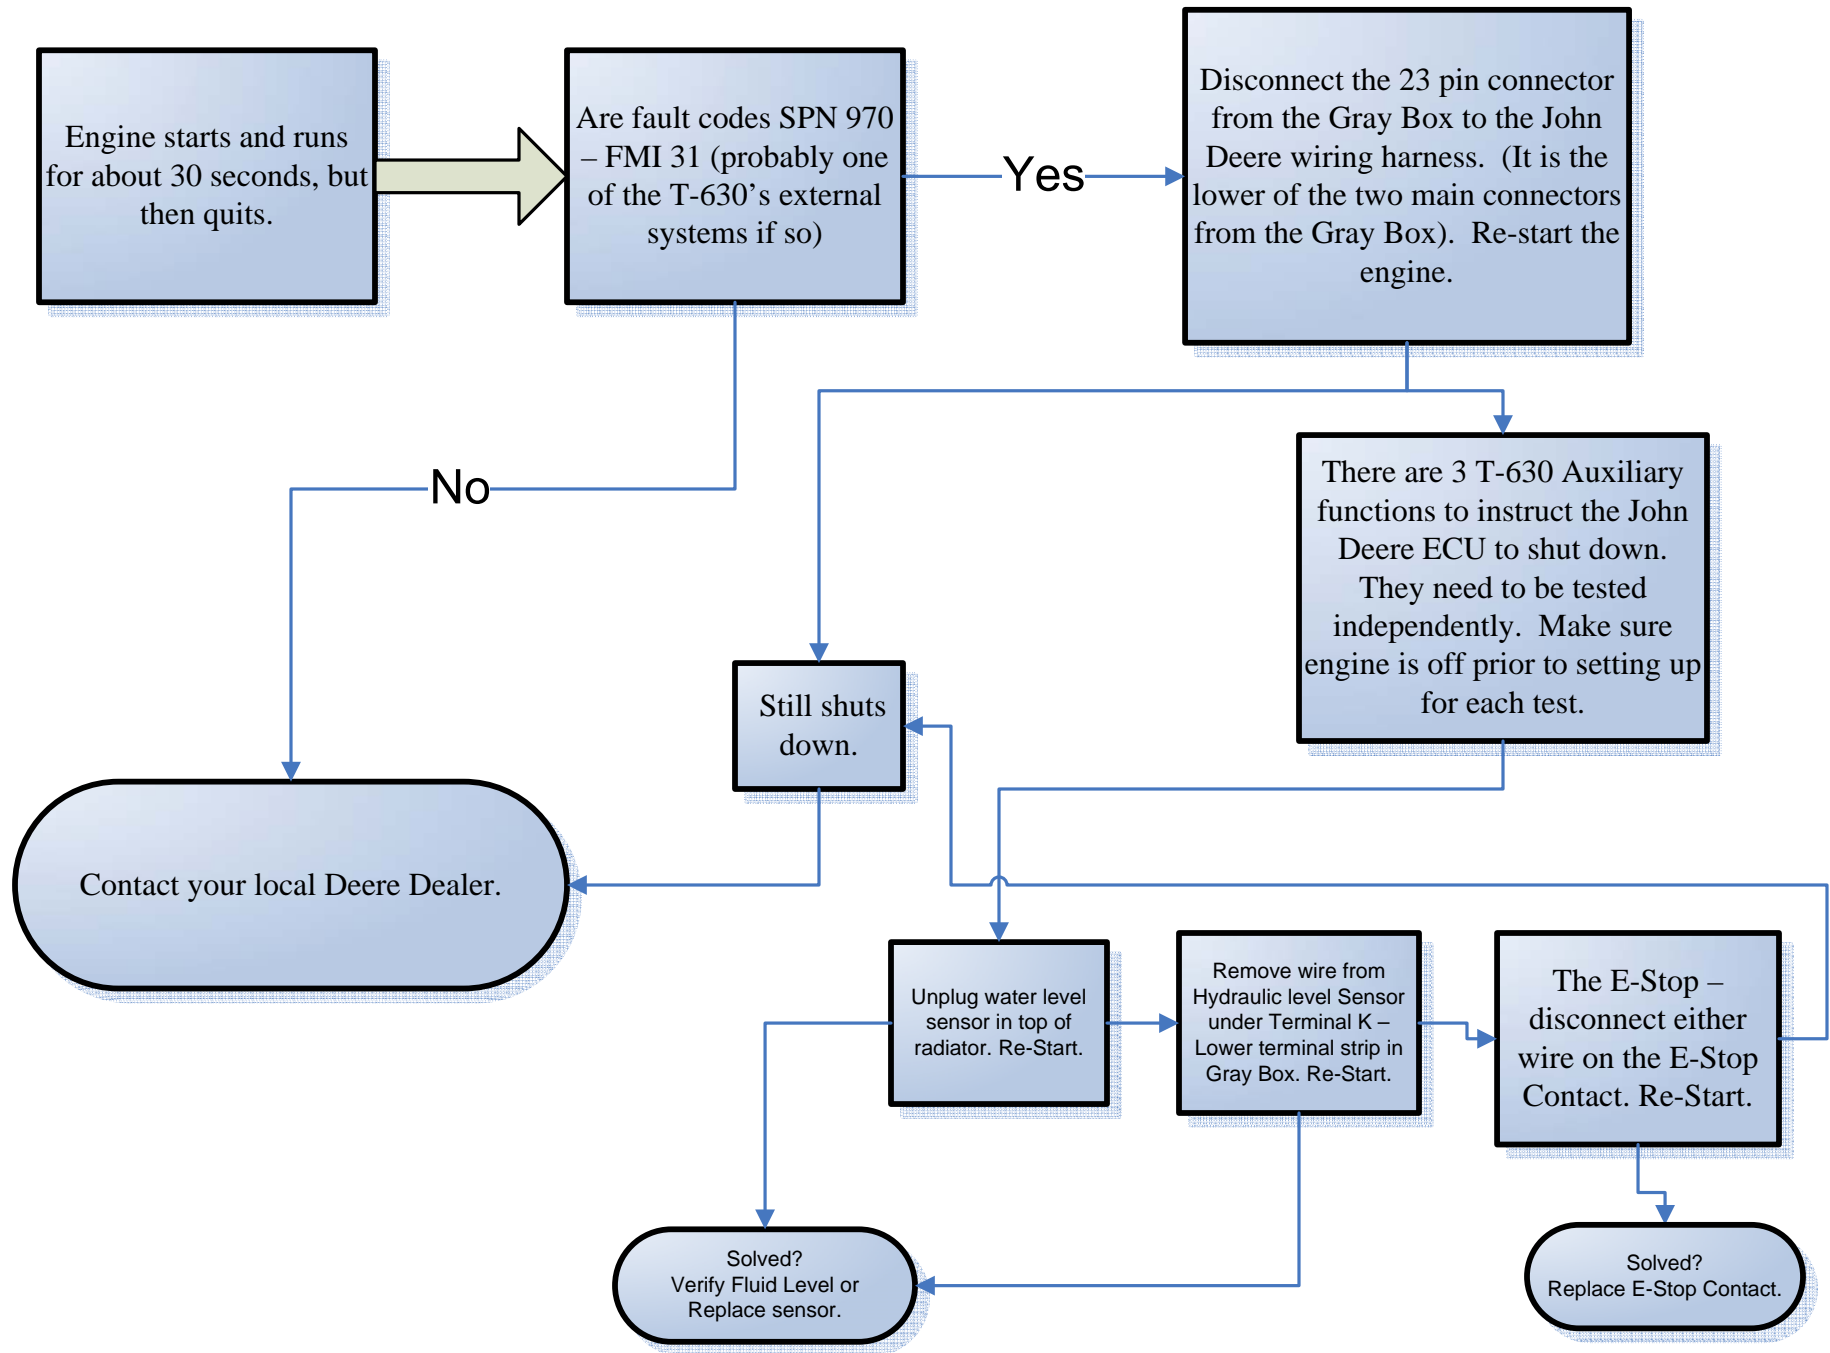 Engine starts and runs
for about 30 seconds, but
then quits.
Are fault codes SPN 970
– FMI 31 (probably one
of the T-630’s external
systems if so)
Yes
Disconnect the 23 pin connector
from the Gray Box to the John
Deere wiring harness.  (It is the
lower of the two main connectors
from the Gray Box).  Re-start the
engine.
No
There are 3 T-630 Auxiliary
functions to instruct the John
Deere ECU to shut down.
They need to be tested
independently.  Make sure
engine is off prior to setting up
for each test.
Still shuts
down.
Contact your local Deere Dealer.
Unplug water level
sensor in top of
radiator. Re-Start.
Remove wire from
Hydraulic level Sensor
under Terminal K –
Lower terminal strip in
Gray Box. Re-Start.
The E-Stop –
disconnect either
wire on the E-Stop
Contact. Re-Start.
Solved?
Verify Fluid Level or
Replace sensor.
Solved?
Replace E-Stop Contact.